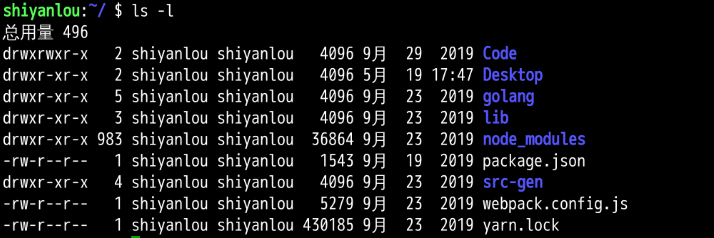 shiyanlou:~/ $ ls -l
总用量 496
drwxrwxr-x   2 shiyanlou shiyanlou   4096 9月  29  2019 Code
drwxr-xr-x   2 shiyanlou shiyanlou   4096 5月  19 17:47 Desktop
drwxr-xr-x   5 shiyanlou shiyanlou   4096 9月  23  2019 golang
drwxr-xr-x   3 shiyanlou shiyanlou   4096 9月  23  2019 lib
drwxr-xr-x 983 shiyanlou shiyanlou  36864 9月  23  2019 node_modules
-rw-r--r--   1 shiyanlou shiyanlou   1543 9月  19  2019 package.json
drwxr-xr-x   4 shiyanlou shiyanlou   4096 9月  23  2019 src-gen
-rw-r--r--   1 shiyanlou shiyanlou   5279 9月  23  2019 webpack.config.js
-rw-r--r--   1 shiyanlou shiyanlou 430185 9月  23  2019 yarn.lock